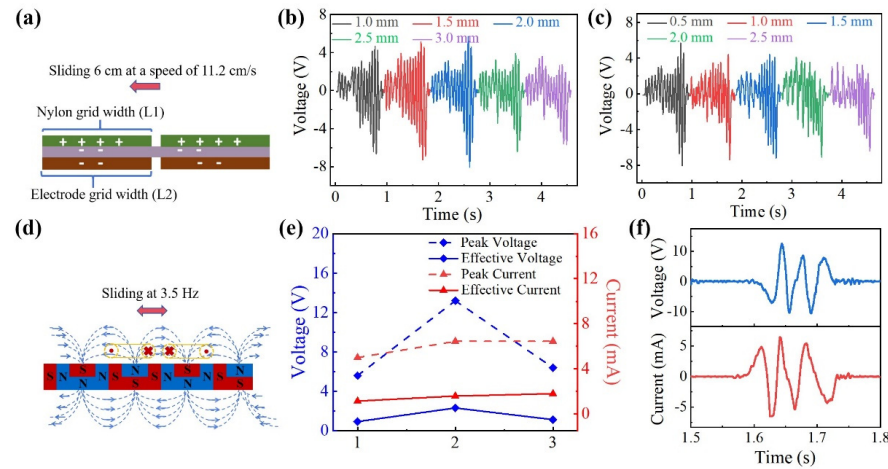 (a)
Sliding 6 cm at a speed of 11.2 cm/s
Nylon grid width (L1)
+ + + +
+ + + +
- -
- -
- -
- -
Electrode grid width (L2)
(b)
1.0 mm 1.5 mm 2.0 mm
2.5 mm 3.0 mm
Voltage (V)
8
4
0
-4
-8
0 1 2 3 4 5
Time (s)
(c)
0.5 mm 1.0 mm 1.5 mm
2.0 mm 2.5 mm
Voltage (V)
8
4
0
-4
-8
0 1 2 3 4 5
Time (s)
(d)
Sliding at 3.5 Hz
S N S N S N S N S
N S N S
(e)
Peak Voltage
Effective Voltage
Peak Current
Effective Current
Voltage (V)
20
16
12
8
4
0
Current (mA)
16
12
8
4
0
1 2 3
(f)
Voltage (V)
10
0
-10
Current (mA)
5
0
-5
1.5 1.6 1.7 1.8
Time (s)